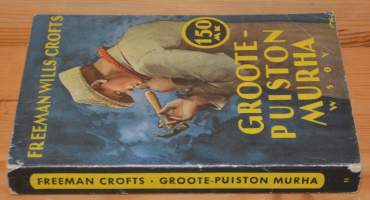 FREEMAN WILLS CROFTS
150
MK
GROOTE-
PUISTON
MURHA
WSOY
FREEMAN CROFTS · GROOTE-PUISTON MURHA